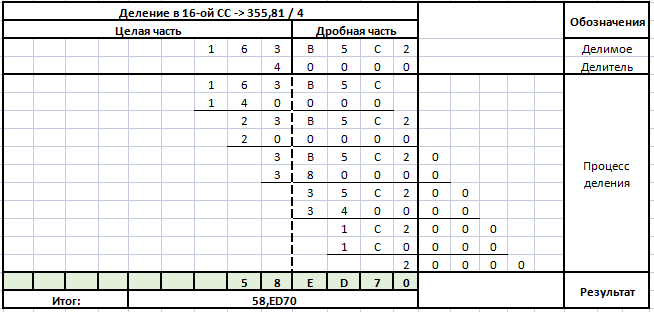 Деление в 16-ой СС -> 355,81 / 4
Обозначения
Целая часть Дробная часть
1 6 3 B 5 C 2 Делимое
4 0 0 0 0 Делитель
1 6 3 B 5 C
1 4 0 0 0 0
2 3 B 5 C 2
2 0 0 0 0 0
3 B 5 C 2 0
3 8 0 0 0 0
Процесс деления
3 5 C 2 0 0
3 4 0 0 0 0
1 C 2 0 0 0
1 C 0 0 0 0
2 0 0 0 0
5 8 E D 7 0
Результат
Итог: 58,ED70